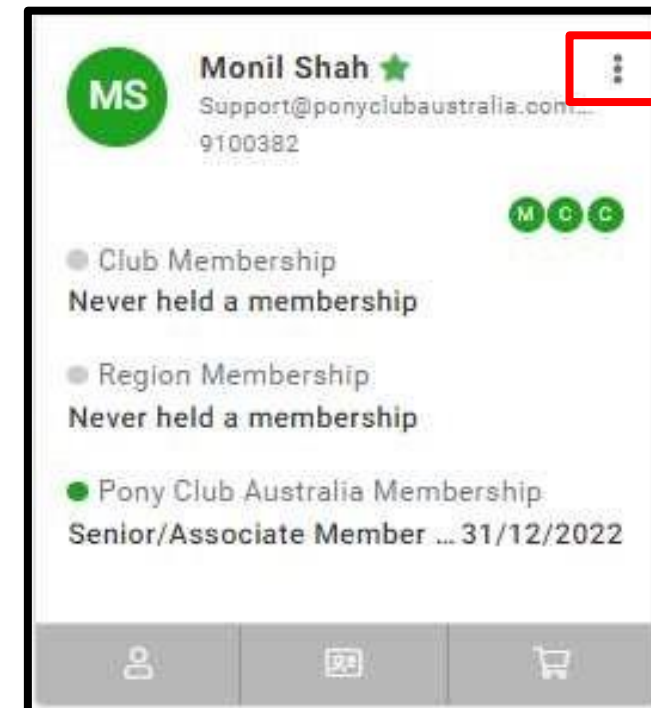 MS
Monil Shah
Support@ponyclubaustralia.com...
9100382
M C C
Club Membership
Never held a membership
Region Membership
Never held a membership
Pony Club Australia Membership
Senior/Associate Member ... 31/12/2022